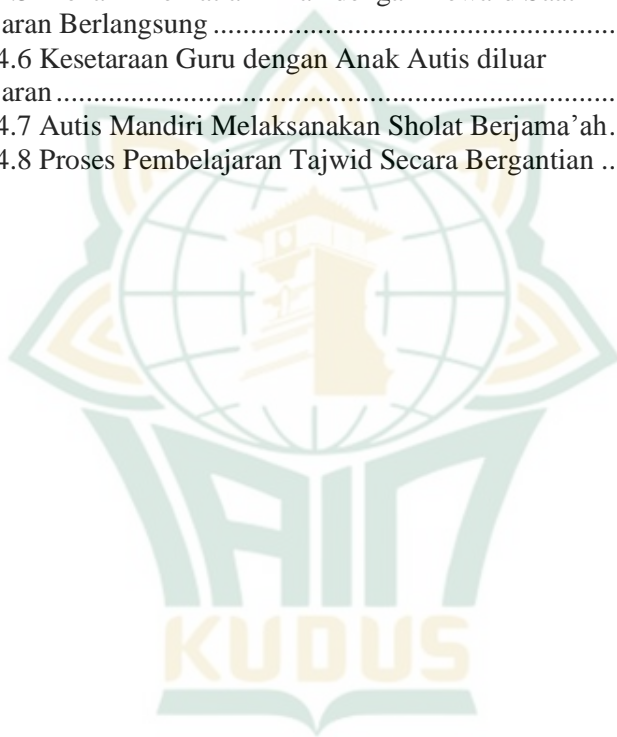 aran Berlangsung ........................................................
4.6 Kesetaraan Guru dengan Anak Autis diluar
aran ..............................................................................
4.7 Autis Mandiri Melaksanakan Sholat Berjama’ah.
4.8 Proses Pembelajaran Tajwid Secara Bergantian ..
IAIN
KUDUS